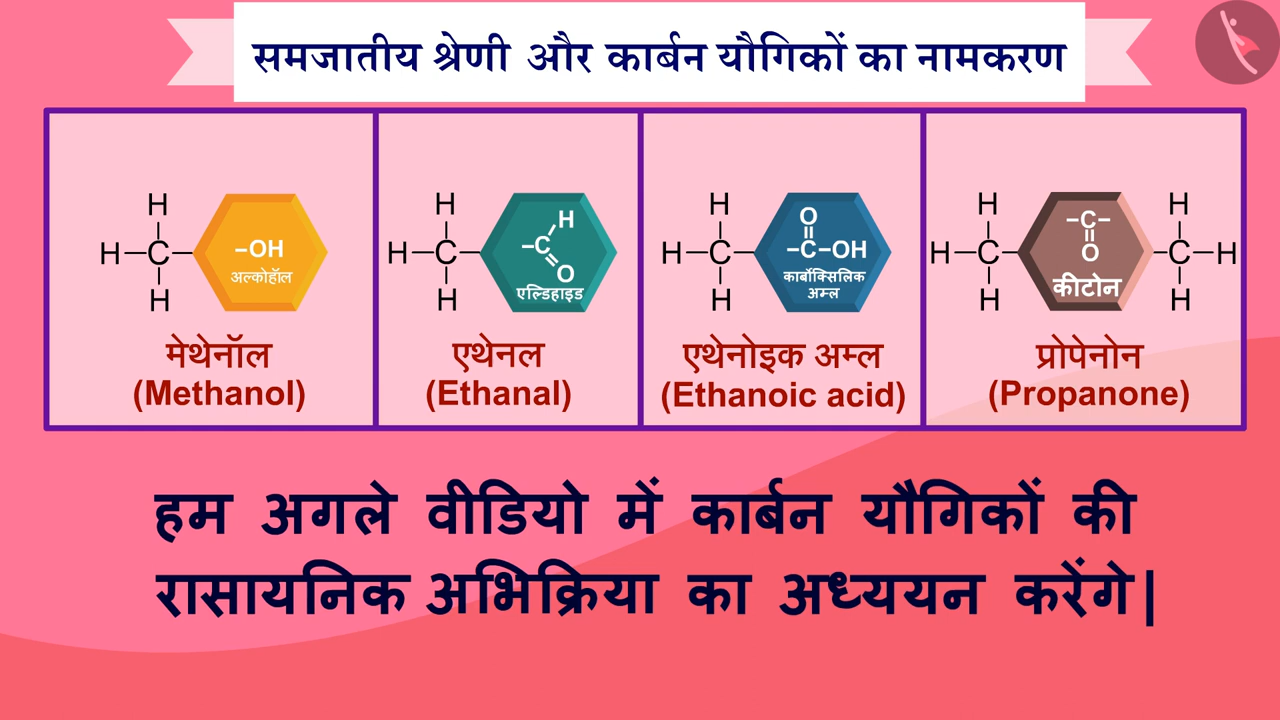 समजातीय श्रेणी और कार्बन यौगिकों का नामकरण
H
H–C–
H
–OH
अल्कोहॉल
मेथेनॉल
(Methanol)
H
H–C–
H
H
–C
O
एल्डिहाइड
एथेनल
(Ethanal)
H
H–C–
H
O
–C–OH
कार्बोक्सिलिक
अम्ल
एथेनोइक अम्ल
(Ethanoic acid)
H
H–C–
H
–C–
O
कीटोन
H
–C–H
H
प्रोपेनोन
(Propanone)
हम अगले वीडियो में कार्बन यौगिकों की
रासायनिक अभिक्रिया का अध्ययन करेंगे|